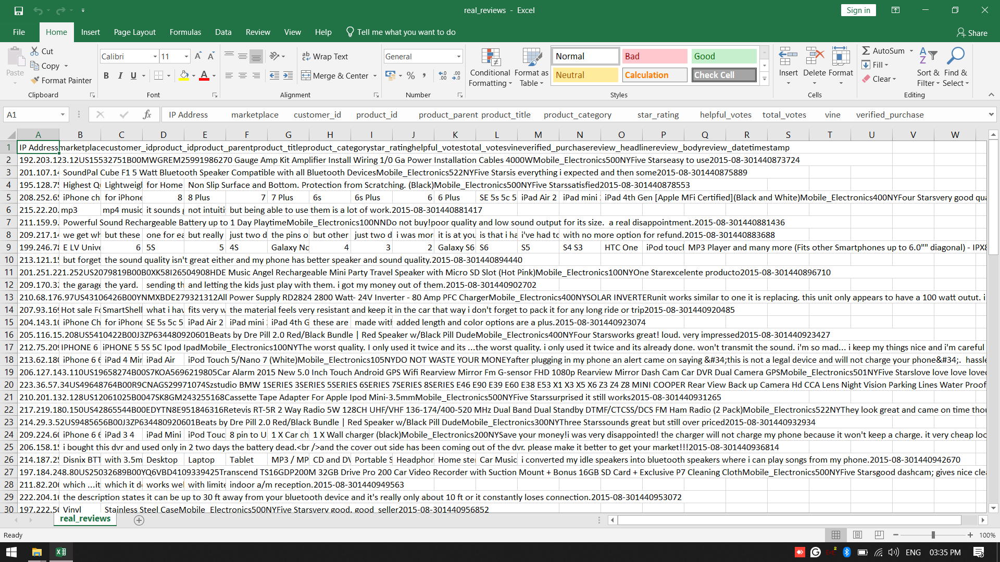 real_reviews - Excel
Sign in
File Home Insert Page Layout Formulas Data Review View Help Tell me what you want to do
Share
Paste
Cut
Copy
Format Painter
Clipboard
Calibri 11
B I U
Font
Wrap Text
Merge & Center
Alignment
General
Number
Conditional Formatting
Format as Table
Normal Bad Good
Neutral Calculation Check Cell
Styles
Insert Delete Format
Cells
AutoSum
Fill
Clear
Sort & Filter
Find & Select
Editing
A1 fx IP Address marketplace customer_id product_id product_parent product_title product_category star_rating helpful_votes total_votes vine verified_purchase
A B C D E F G H I J K L M N O P Q R S T U V W
1 IP Addressmarketplacecustomer_idproduct_idproduct_parentproduct_titleproduct_categorystar_ratinghelpful_votestotal_votesvineverified_purchasereview_headlinereview_bodyreview_datetimestamp
2 192.203.123.12US15532751B00MWGREM25991986270 Gauge Amp Kit Amplifier Install Wiring 1/0 Ga Power Installation Cables 4000WMobile_Electronics500NYFive Starseasy to use2015-08-301440873724
3 201.107.14 SoundPal Cube F1 5 Watt Bluetooth Speaker Compatible with all Bluetooth DevicesMobile_Electronics522NYFive Starsis everything i expected and then some2015-08-301440875889
4 195.128.75 Highest Qu Lightweigh for Home Non Slip Surface and Bottom. Protection from Scratching. (Black)Mobile_Electronics500NYFive Starssatisfied2015-08-301440878553
5 208.252.65 iPhone ch for iPhone 8 8 Plus 7 7 Plus 6s 6s Plus 6 6 Plus SE 5s 5c 5 iPad Air 2 iPad mini iPad 4th Gen [Apple MFi Certified](Black and White)Mobile_Electronics400NYFour Starsvery good qua
6 215.22.20. mp3 mp4 music it sounds g not intuiti but being able to use them is a lot of work.2015-08-301440881417
7 211.159.9. Powerful Sound Rechargeable Battery up to 1 Day PlaytimeMobile_Electronics100NNDo not buy!poor quality and low sound output for its size. a real disappointment.2015-08-301440881436
8 209.217.14 we get wh but these one for ea but really just two d the pins o but other just two d i was mor it is at you is that i ha i've had to with no more option for refund.2015-08-301440883688
9 199.246.78 E LV Unive 6 5S 5 4S Galaxy No 4 3 2 Galaxy S6 S6 S5 S4 S3 HTC One iPod touch MP3 Player and many more (Fits other Smartphones up to 6.0"" diagonal) - IPX8
10 213.121.15 but forget the sound quality isn't great either and my phone has better speaker and sound quality.2015-08-301440894440
11 201.251.221.252US2079819B00B0XK58I26504908HDE Music Angel Rechargeable Mini Party Travel Speaker with Micro SD Slot (Hot Pink)Mobile_Electronics100NYOne Starexcelente producto2015-08-301440896710
12 209.170.32 the garage the yard. sending th and letting the kids just play with them. i got my money out of them.2015-08-301440902702
13 210.68.176.97US43106426B00YNMXBDE279321312All Power Supply RD2824 2800 Watt- 24V Inverter - 80 Amp PFC ChargerMobile_Electronics400NYSOLAR INVERTERunit works similar to one it is replacing. this unit only appears to have a 100 watt outut. i
14 207.93.169 Hot sale Fo SmartShell what i hav fits very w the material feels very resistant and keep it in the car that way i don't forget to pack it for any long ride or trip2015-08-301440920485
15 204.143.10 iPhone Ch for iPhone SE 5s 5c 5 iPad Air 2 iPad mini iPad 4th G these are made with added length and color options are a plus.2015-08-301440923074
16 205.116.15.208US5410422B00J3ZP634480920601Beats by Dre Pill 2.0 Red/Black Bundle | Red Speaker w/Black Pill DudeMobile_Electronics400NYFour Starsworks great! loud. very impressed2015-08-301440923427
17 212.75.209 IPHONE 6 iPHONE 5 5S 5C Ipod IpadMobile_Electronics100NYThe worst quality. I only used it twice and its ...the worst quality. i only used it twice and its already done. won't transmit the sound. i'm so mad... i keep my things nice and i'm careful
18 213.62.180 iPhone 6 6 iPad 4 Min iPad Air iPod Touch 5/Nano 7 (White)Mobile_Electronics105NYDO NOT WASTE YOUR MONEYafter plugging in my phone an alert came on saying &#34;this is not a legal device and will not charge your phone&#34;. hassle
19 206.127.143.110US19658274B00S7KOA5696219805Car Alarm 2015 New 5.0 Inch Touch Android GPS Wifi Rearview Mirror Fm G-sensor FHD 1080p Rearview Mirror Dash Cam Car DVR Dual Camera GPSMobile_Electronics501NYFive Starslove love love loved
20 223.36.57.34US49648764B00R9CNAGS29971074Szstudio BMW 1SERIES 3SERIES 5SERIES 6SERIES 7SERIES 8SERIES E46 E90 E39 E60 E38 E53 X1 X3 X5 X6 Z3 Z4 Z8 MINI COOPER Rear View Back up Camera Hd CCA Lens Night Vision Parking Lines Water Proof
21 210.201.132.128US12061025B0047SK8GM243255168Cassette Tape Adapter For Apple Ipod Mini-3.5mmMobile_Electronics500NYFive Starssurprised it still works2015-08-301440931265
22 217.219.180.150US42865544B00EDYTN8E951846316Retevis RT-5R 2 Way Radio 5W 128CH UHF/VHF 136-174/400-520 MHz Dual Band Dual Standby DTMF/CTCSS/DCS FM Ham Radio (2 Pack)Mobile_Electronics522NYThey look great and came on time thou
23 214.29.3.52US9485656B00J3ZP634480920601Beats by Dre Pill 2.0 Red/Black Bundle | Red Speaker w/Black Pill DudeMobile_Electronics300NYThree Starssounds great but still over priced2015-08-301440932934
24 209.224.60 iPhone 6 6 iPad 3 4 iPad Mini iPod Touc 8 pin to U 1 X Car ch 1 X Wall charger (black)Mobile_Electronics200NYSave your money!i was very disappointed! the charger will not charge my phone because it won't keep a charge. it very cheap loo
25 206.158.15 i bought this dvr and used only in 2 two days the battery dead.<br />and the cover out side has been coming out of the dvr. please make it better to get your market!!!2015-08-301440936814
26 214.187.25 Disnix BTT with 3.5m Desktop Laptop Tablet MP3 / MP CD and DV Portable S Headphon Home ster Car Music i converted my idle speakers into bluetooth speakers where i can play songs from my phone.2015-08-301440942670
27 197.184.248.80US25032689B00YQ6VBD4109339425Transcend TS16GDP200M 32GB Drive Pro 200 Car Video Recorder with Suction Mount + Bonus 16GB SD Card + Exclusive P7 Cleaning ClothMobile_Electronics500NYFive Starsgood dashcam; gives nice clea
28 211.82.206 which ...it which it do works wel with limite indoor a/m reception.2015-08-301440949563
29 222.204.10 the description states it can be up to 30 ft away from your bluetooth device and it's really only about 10 ft or it constantly loses connection.2015-08-301440953072
30 197.222.50 Vinyl Stainless Steel CaseMobile_Electronics500NYFive Starsvery good. good seller2015-08-301440956852
real_reviews
Ready
100%
ENG 03:35 PM